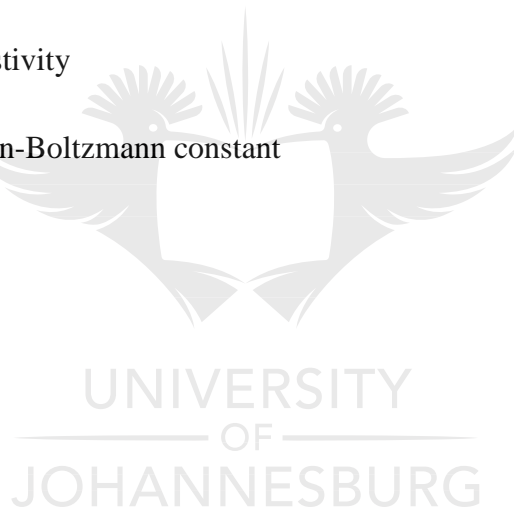 stivity
n-Boltzmann constant
UNIVERSITY
OF
JOHANNESBURG